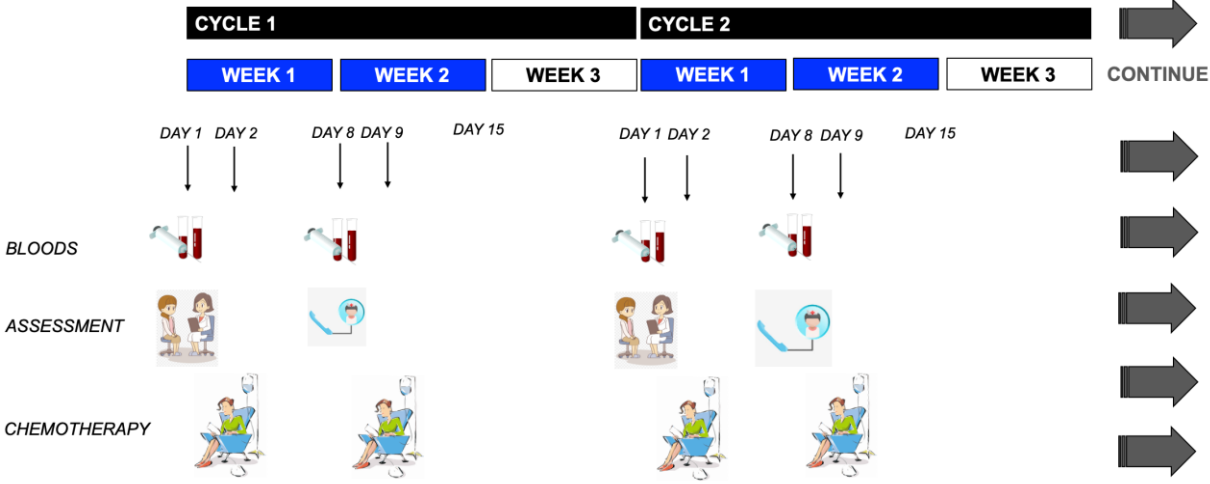 CYCLE 1 CYCLE 2
WEEK 1 WEEK 2 WEEK 3 WEEK 1 WEEK 2 WEEK 3 CONTINUE
DAY 1 DAY 2 DAY 8 DAY 9 DAY 15 DAY 1 DAY 2 DAY 8 DAY 9 DAY 15
BLOODS
ASSESSMENT
CHEMOTHERAPY